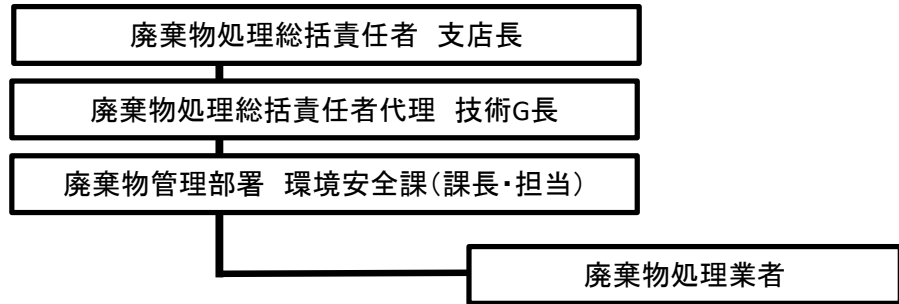 廃棄物処理総括責任者　支店長
廃棄物処理総括責任者代理　技術G長
廃棄物管理部署　環境安全課（課長・担当）
廃棄物処理業者